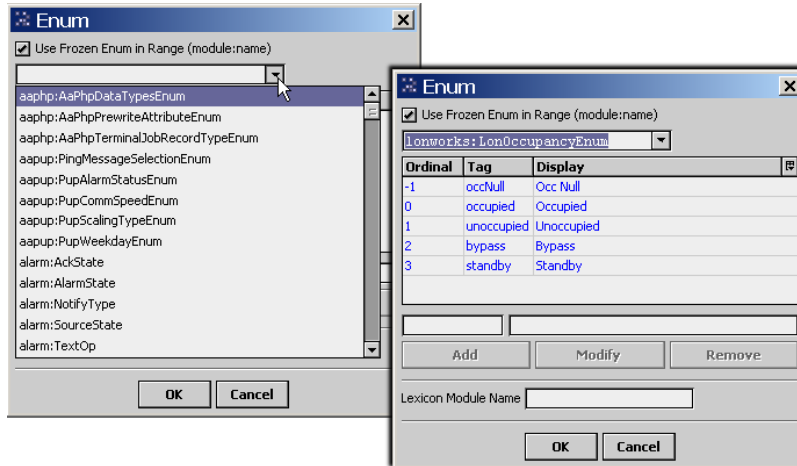 Enum
Use Frozen Enum in Range (module:name)
aaphp:AaPhpDataTypesEnum
aaphp:AaPhpPrewriteAttributeEnum
aaphp:AaPhpTerminalJobRecordTypeEnum
aapup:PingMessageSelectionEnum
aapup:PupAlarmStatusEnum
aapup:PupCommSpeedEnum
aapup:PupScalingTypeEnum
aapup:PupWeekdayEnum
alarm:AckState
alarm:AlarmState
alarm:NotifyType
alarm:SourceState
alarm:TextOp
OK Cancel
Enum
Use Frozen Enum in Range (module:name)
lonworks:LonOccupancyEnum
Ordinal Tag Display
-1 occNull Occ Null
0 occupied Occupied
1 unoccupied Unoccupied
2 bypass Bypass
3 standby Standby
Add Modify Remove
Lexicon Module Name
OK Cancel